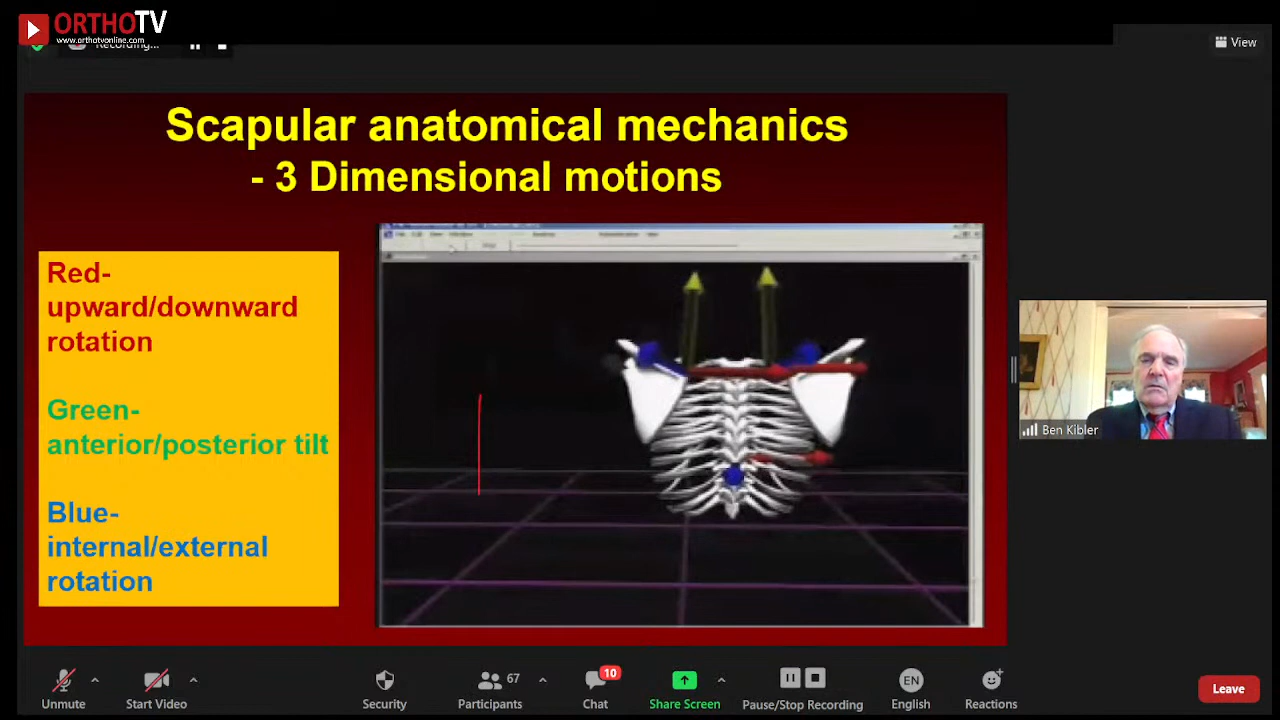 ORTHOTV
www.orthotvonline.com
Recording...
View
Scapular anatomical mechanics
- 3 Dimensional motions
Red-
upward/downward
rotation
Green-
anterior/posterior tilt
Blue-
internal/external
rotation
Ben Kibler
Unmute
Start Video
Security
67
Participants
10
Chat
Share Screen
Pause/Stop Recording
EN
English
Reactions
Leave